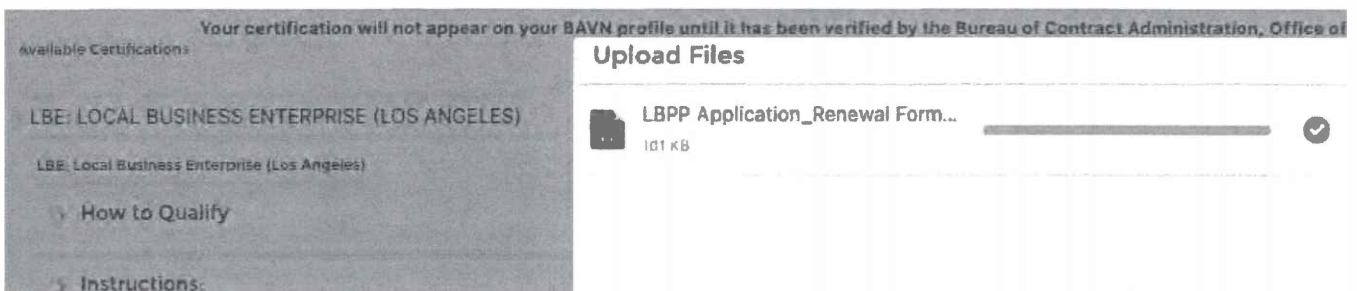 Your certification will not appear on your BAVN profile until it has been verified by the Bureau of Contract Administration, Office of
Available Certifications
Upload Files
LBE: LOCAL BUSINESS ENTERPRISE (LOS ANGELES)
LBPP Application_Renewal Form...
101 KB
LBE: Local Business Enterprise (Los Angeles)
How to Qualify
Instructions: